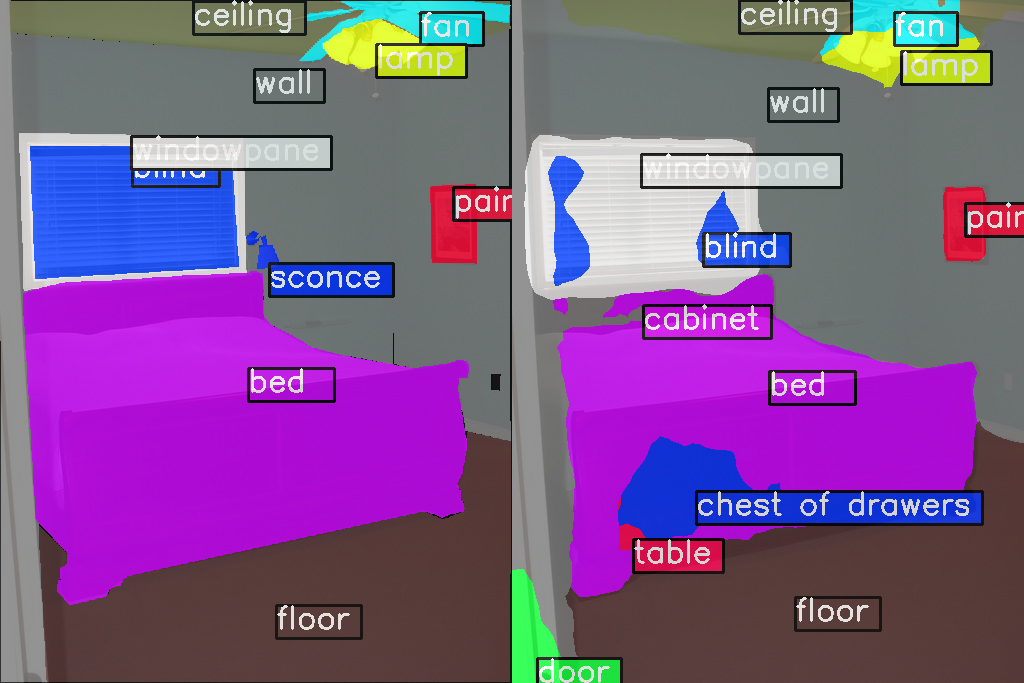 ceiling
fan
lamp
wall
windowpane
blind
pain
sconce
bed
floor
ceiling
fan
lamp
wall
windowpane
pain
blind
cabinet
bed
chest of drawers
table
floor
door